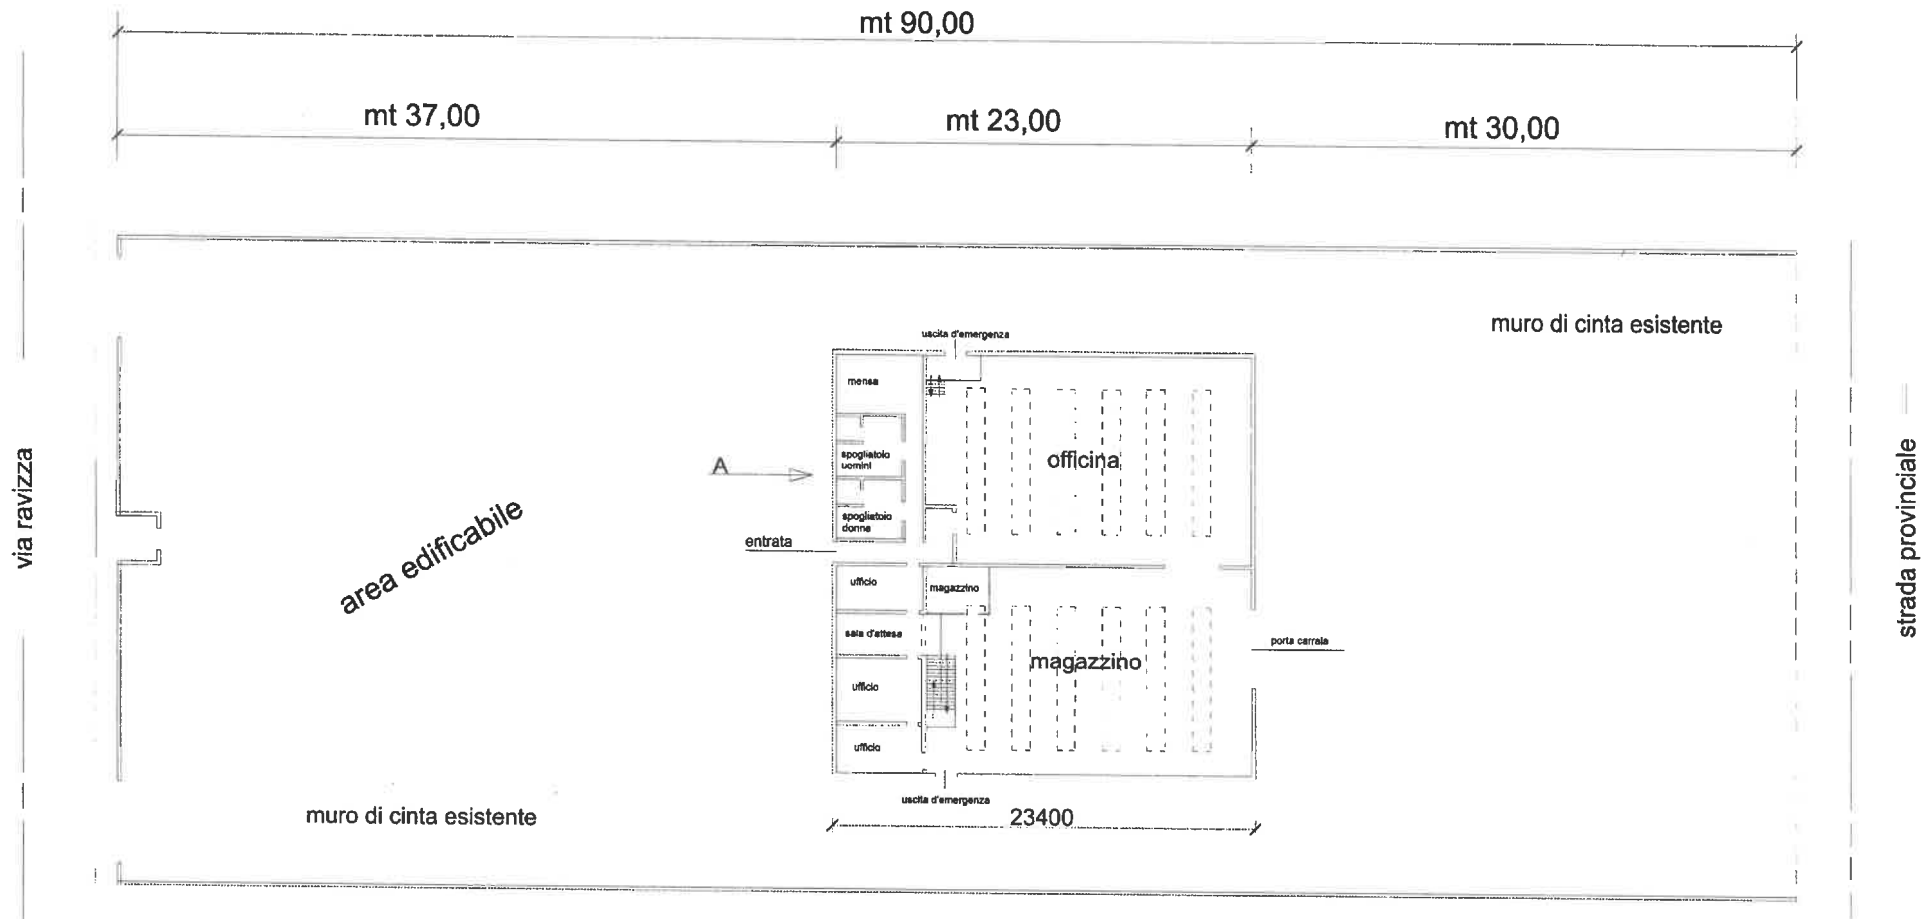 mt 90,00
mt 37,00
mt 23,00
mt 30,00
muro di cinta esistente
uscita d'emergenza
mensa
spogliatoio
uomini
officina
A
spogliatoio
donne
area edificabile
via ravizza
strada provinciale
entrata
ufficio
magazzino
sala d'attesa
porta carraia
magazzino
ufficio
ufficio
uscita d'emergenza
muro di cinta esistente
23400